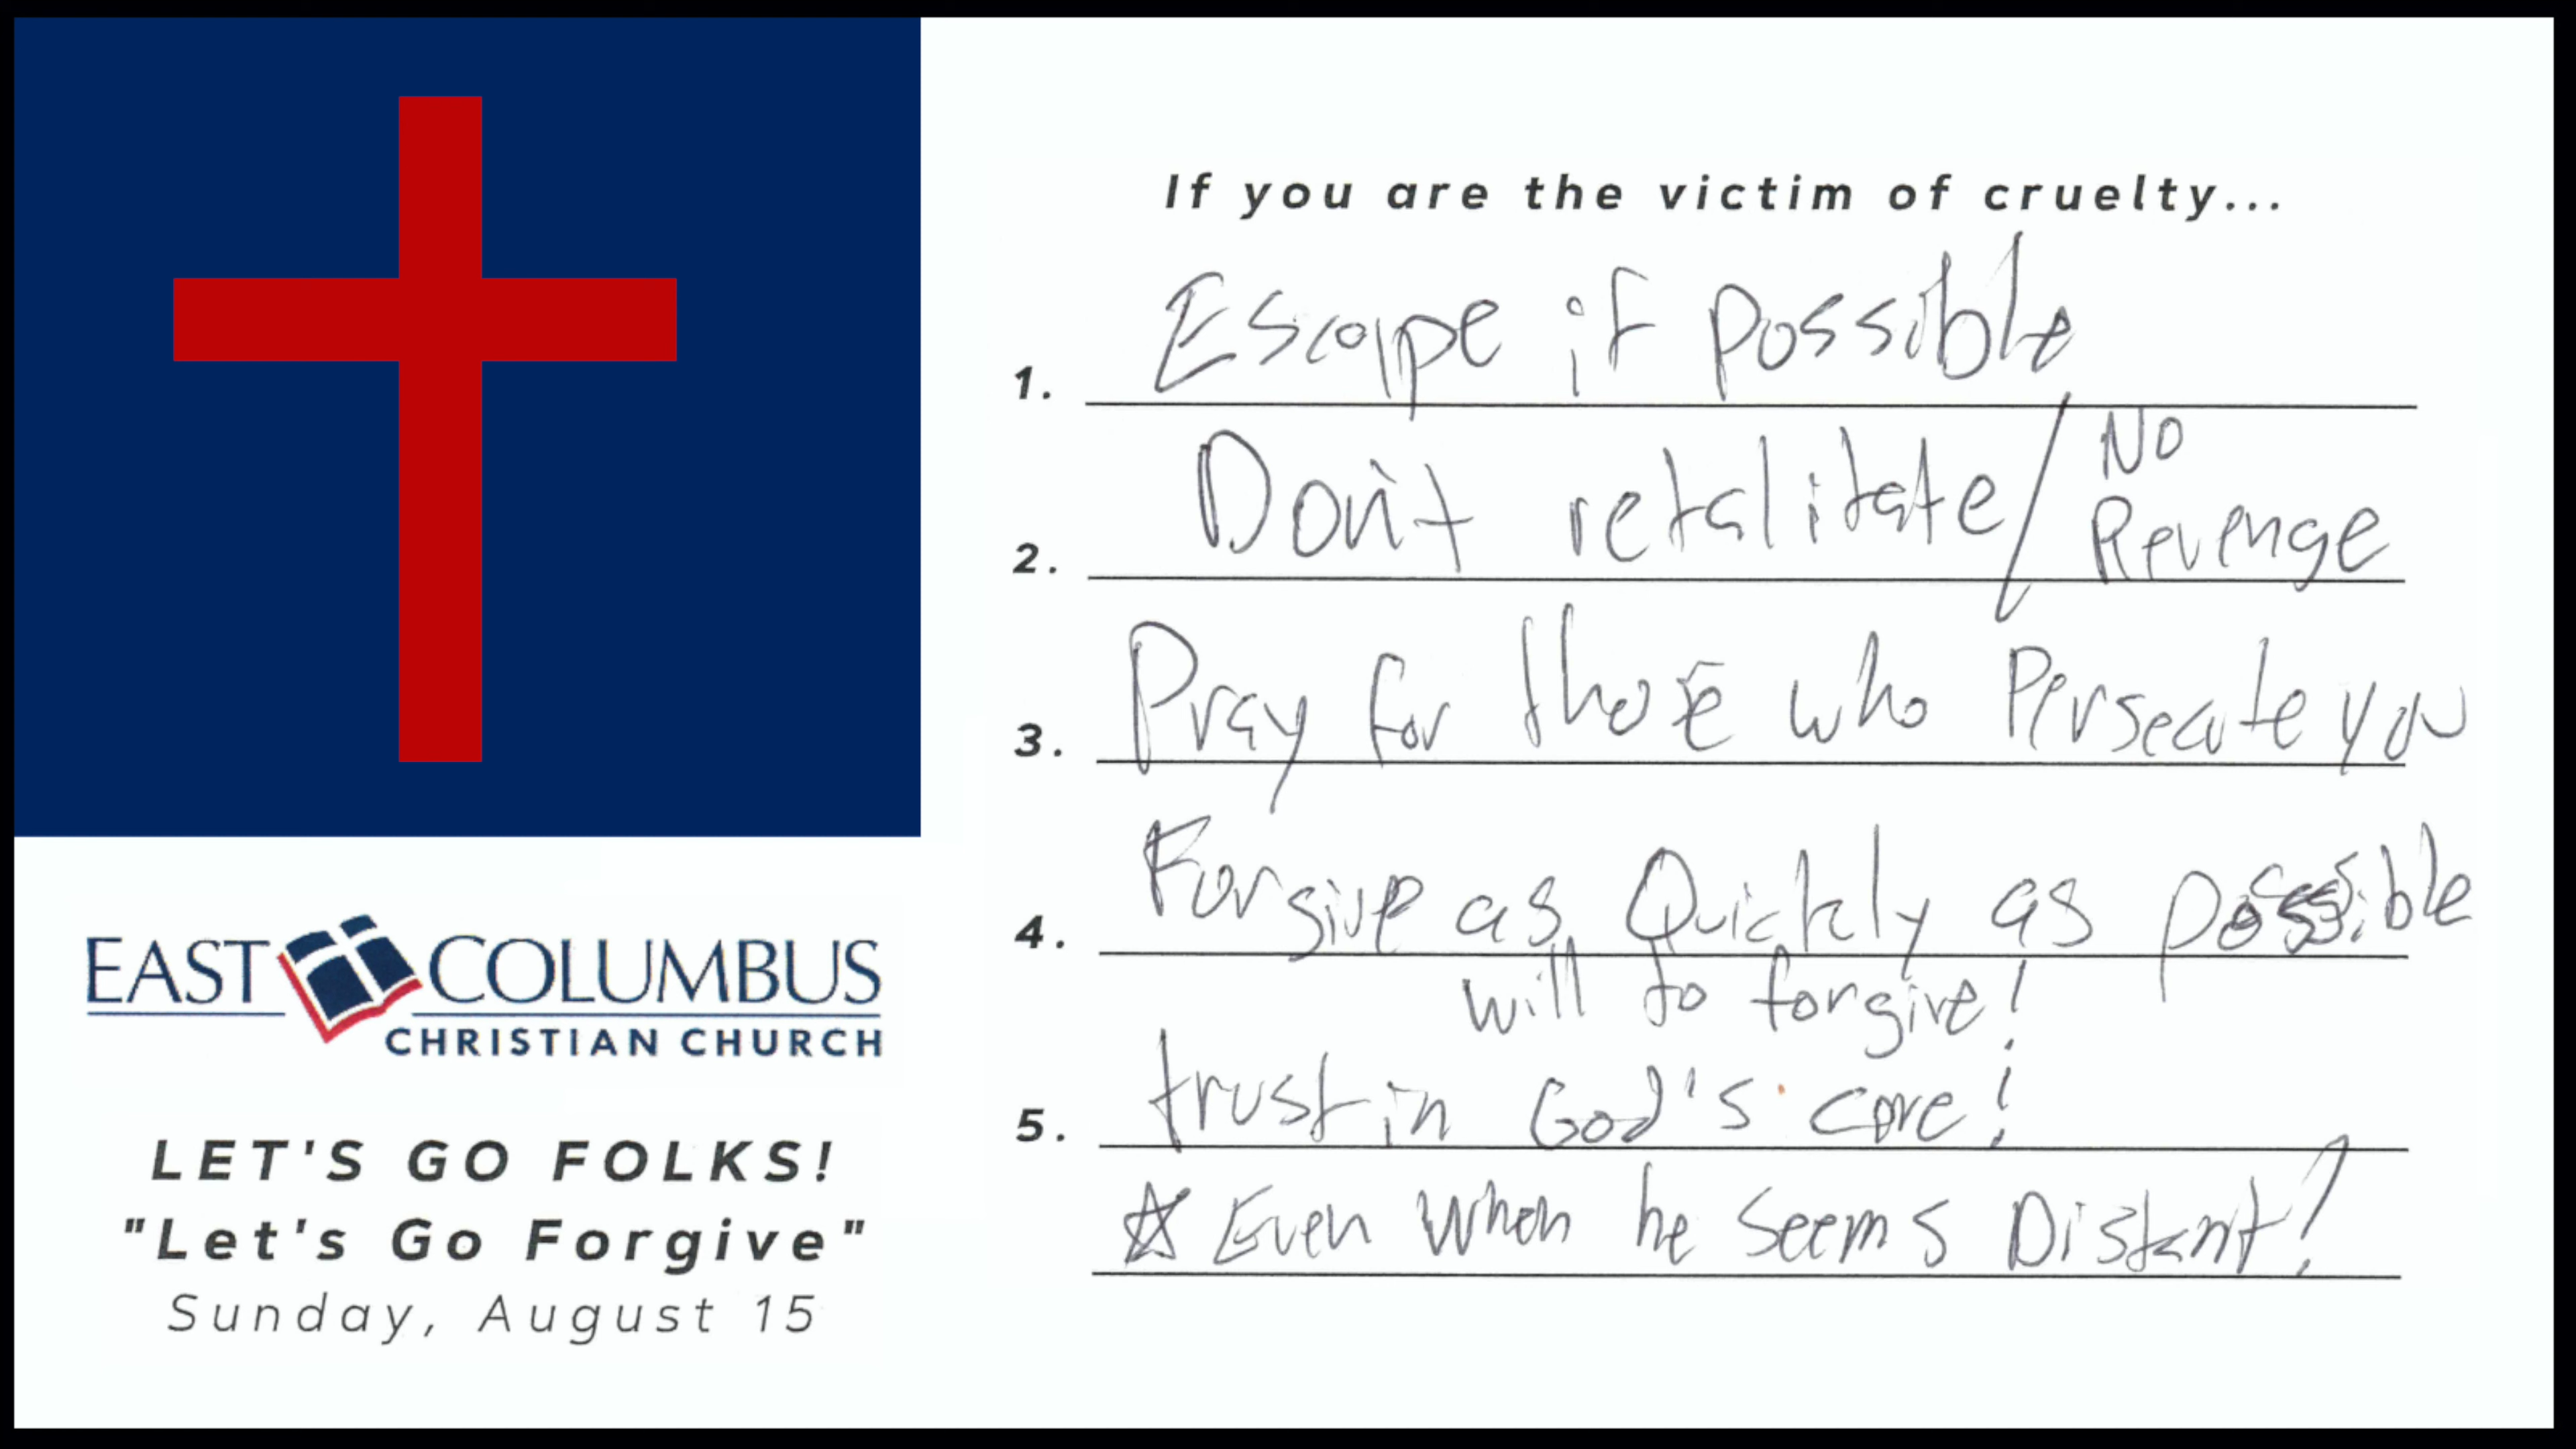 If you are the victim of cruelty...
1. Escape if possible
2. Don't retalitate / No Revenge
3. Pray for those who Persecute you
4. Forgive as Quickly as possible
will to forgive!
5. trust in God's care!
☆ Even when he seems Distant!
EAST COLUMBUS
CHRISTIAN CHURCH
LET'S GO FOLKS!
"Let's Go Forgive"
Sunday, August 15